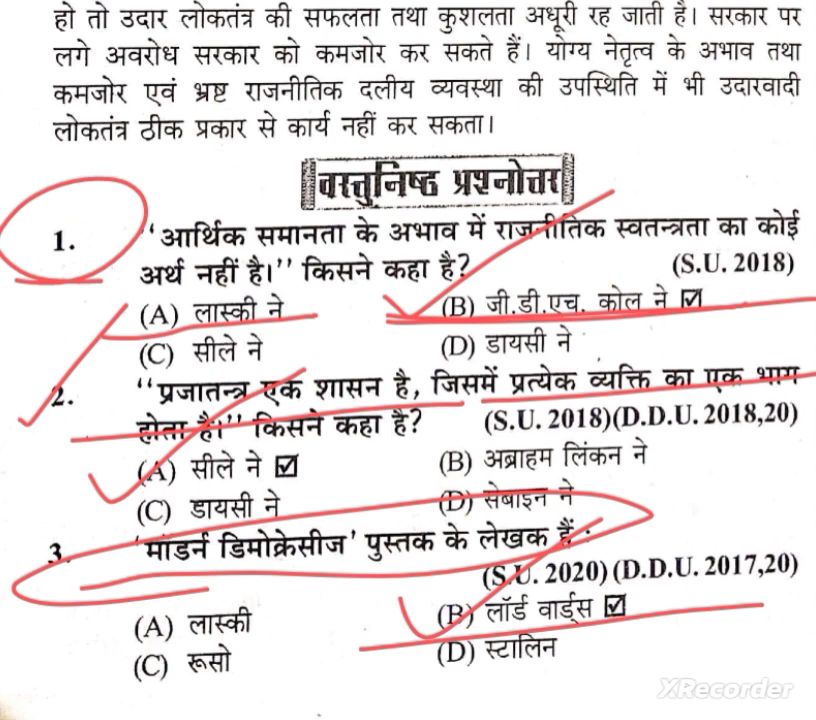 हो तो उदार लोकतंत्र की सफलता तथा कुशलता अधूरी रह जाती है। सरकार पर
लगे अवरोध सरकार को कमजोर कर सकते हैं। योग्य नेतृत्व के अभाव तथा
कमजोर एवं भ्रष्ट राजनीतिक दलीय व्यवस्था की उपस्थिति में भी उदारवादी
लोकतंत्र ठीक प्रकार से कार्य नहीं कर सकता।
वस्तुनिष्ठ प्रश्नोत्तर
1. ‘आर्थिक समानता के अभाव में राजनीतिक स्वतन्त्रता का कोई
अर्थ नहीं है।’’ किसने कहा है? (S.U. 2018)
(A) लास्की ने (B) जी.डी.एच. कोल ने ☑
(C) सीले ने (D) डायसी ने
2. ‘‘प्रजातन्त्र एक शासन है, जिसमें प्रत्येक व्यक्ति का एक भाग
होता है।’’ किसने कहा है? (S.U. 2018)(D.D.U. 2018,20)
(A) सीले ने ☑ (B) अब्राहम लिंकन ने
(C) डायसी ने (D) सेबाइन ने
3. ‘मॉडर्न डिमोक्रेसीज’ पुस्तक के लेखक हैं :
(S.U. 2020) (D.D.U. 2017,20)
(A) लास्की (B) लॉर्ड वार्ड्स ☑
(C) रूसो (D) स्टालिन
XRecorder